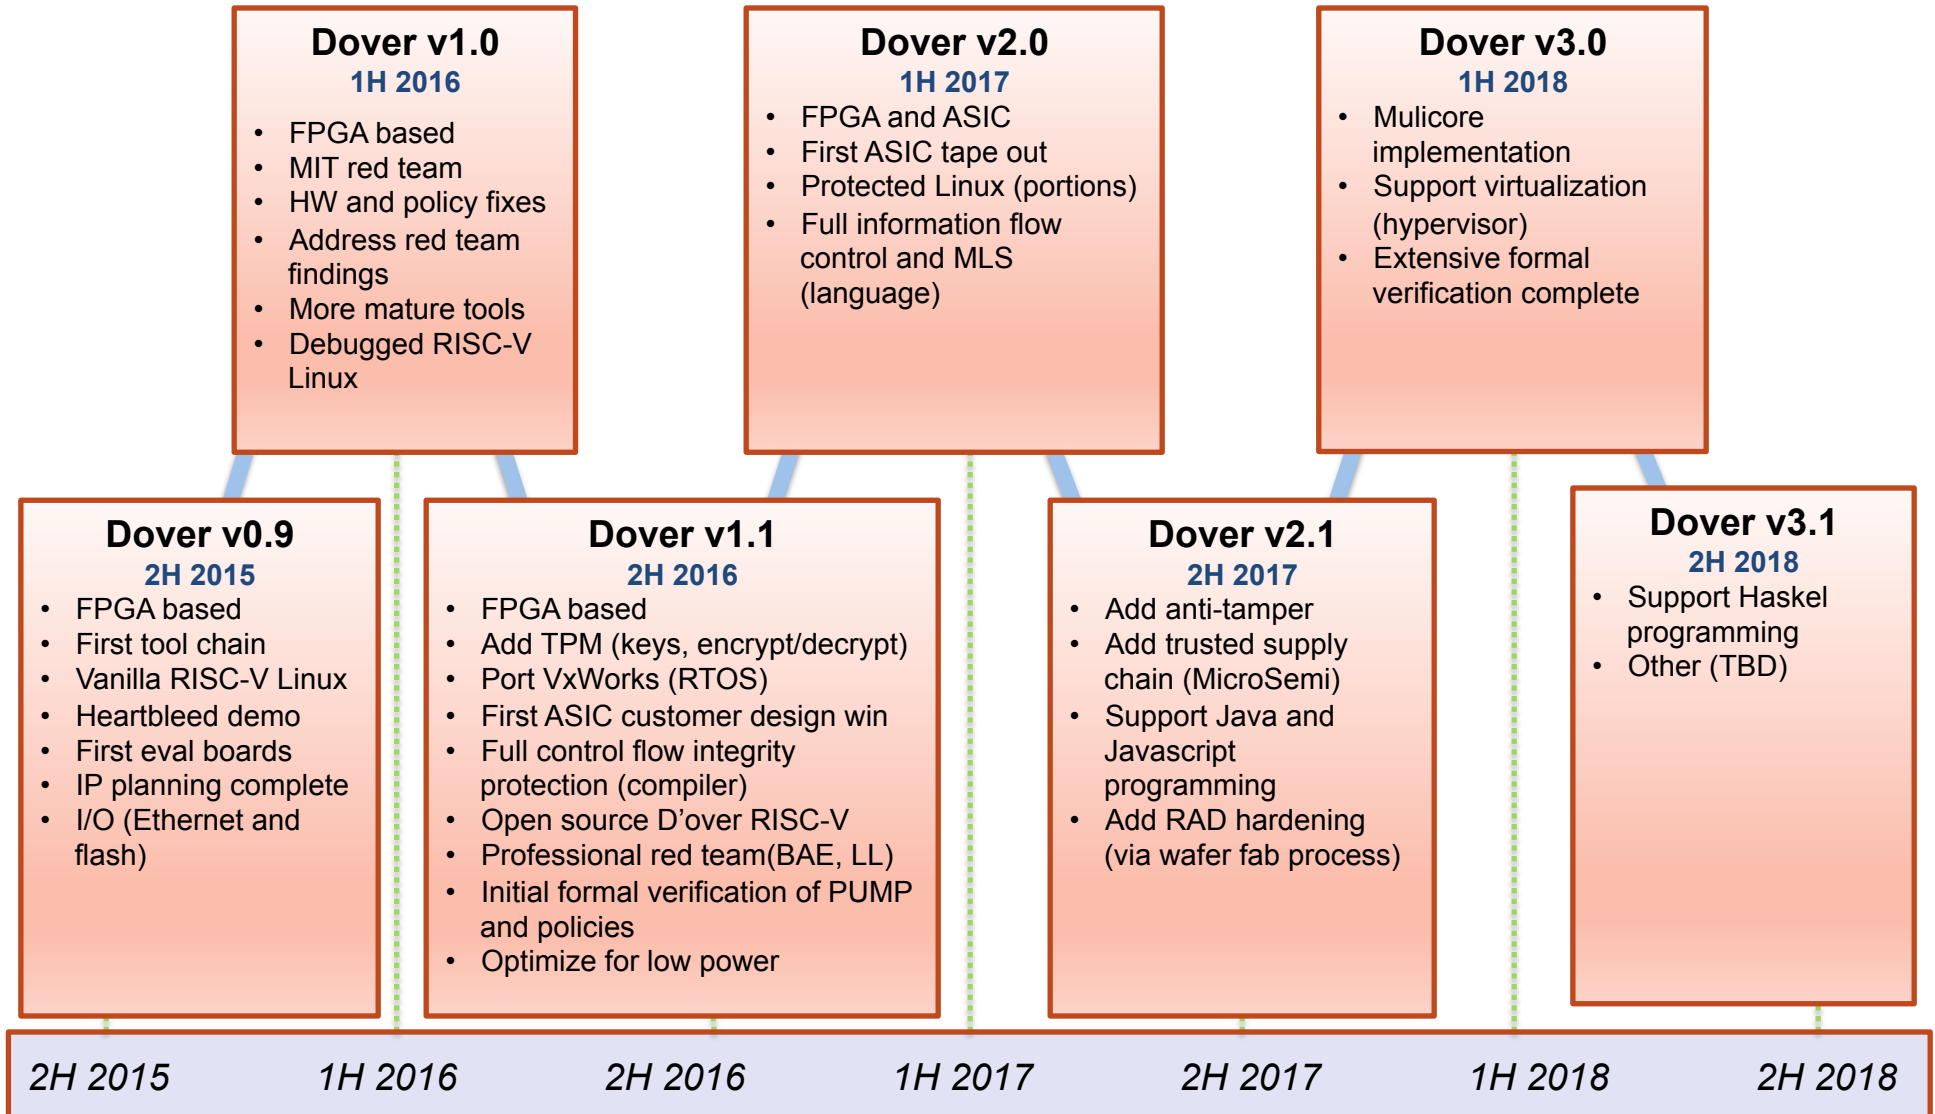 Dover v1.0
1H 2016
• FPGA based
• MIT red team
• HW and policy fixes
• Address red team
findings
• More mature tools
• Debugged RISC-V
Linux
Dover v2.0
1H 2017
• FPGA and ASIC
• First ASIC tape out
• Protected Linux (portions)
• Full information flow
control and MLS
(language)
Dover v3.0
1H 2018
• Mulicore
implementation
• Support virtualization
(hypervisor)
• Extensive formal
verification complete
Dover v0.9
2H 2015
• FPGA based
• First tool chain
• Vanilla RISC-V Linux
• Heartbleed demo
• First eval boards
• IP planning complete
• I/O (Ethernet and
flash)
Dover v1.1
2H 2016
• FPGA based
• Add TPM (keys, encrypt/decrypt)
• Port VxWorks (RTOS)
• First ASIC customer design win
• Full control flow integrity
protection (compiler)
• Open source D’over RISC-V
• Professional red team(BAE, LL)
• Initial formal verification of PUMP
and policies
• Optimize for low power
Dover v2.1
2H 2017
• Add anti-tamper
• Add trusted supply
chain (MicroSemi)
• Support Java and
Javascript
programming
• Add RAD hardening
(via wafer fab process)
Dover v3.1
2H 2018
• Support Haskel
programming
• Other (TBD)
2H 2015 1H 2016 2H 2016 1H 2017 2H 2017 1H 2018 2H 2018